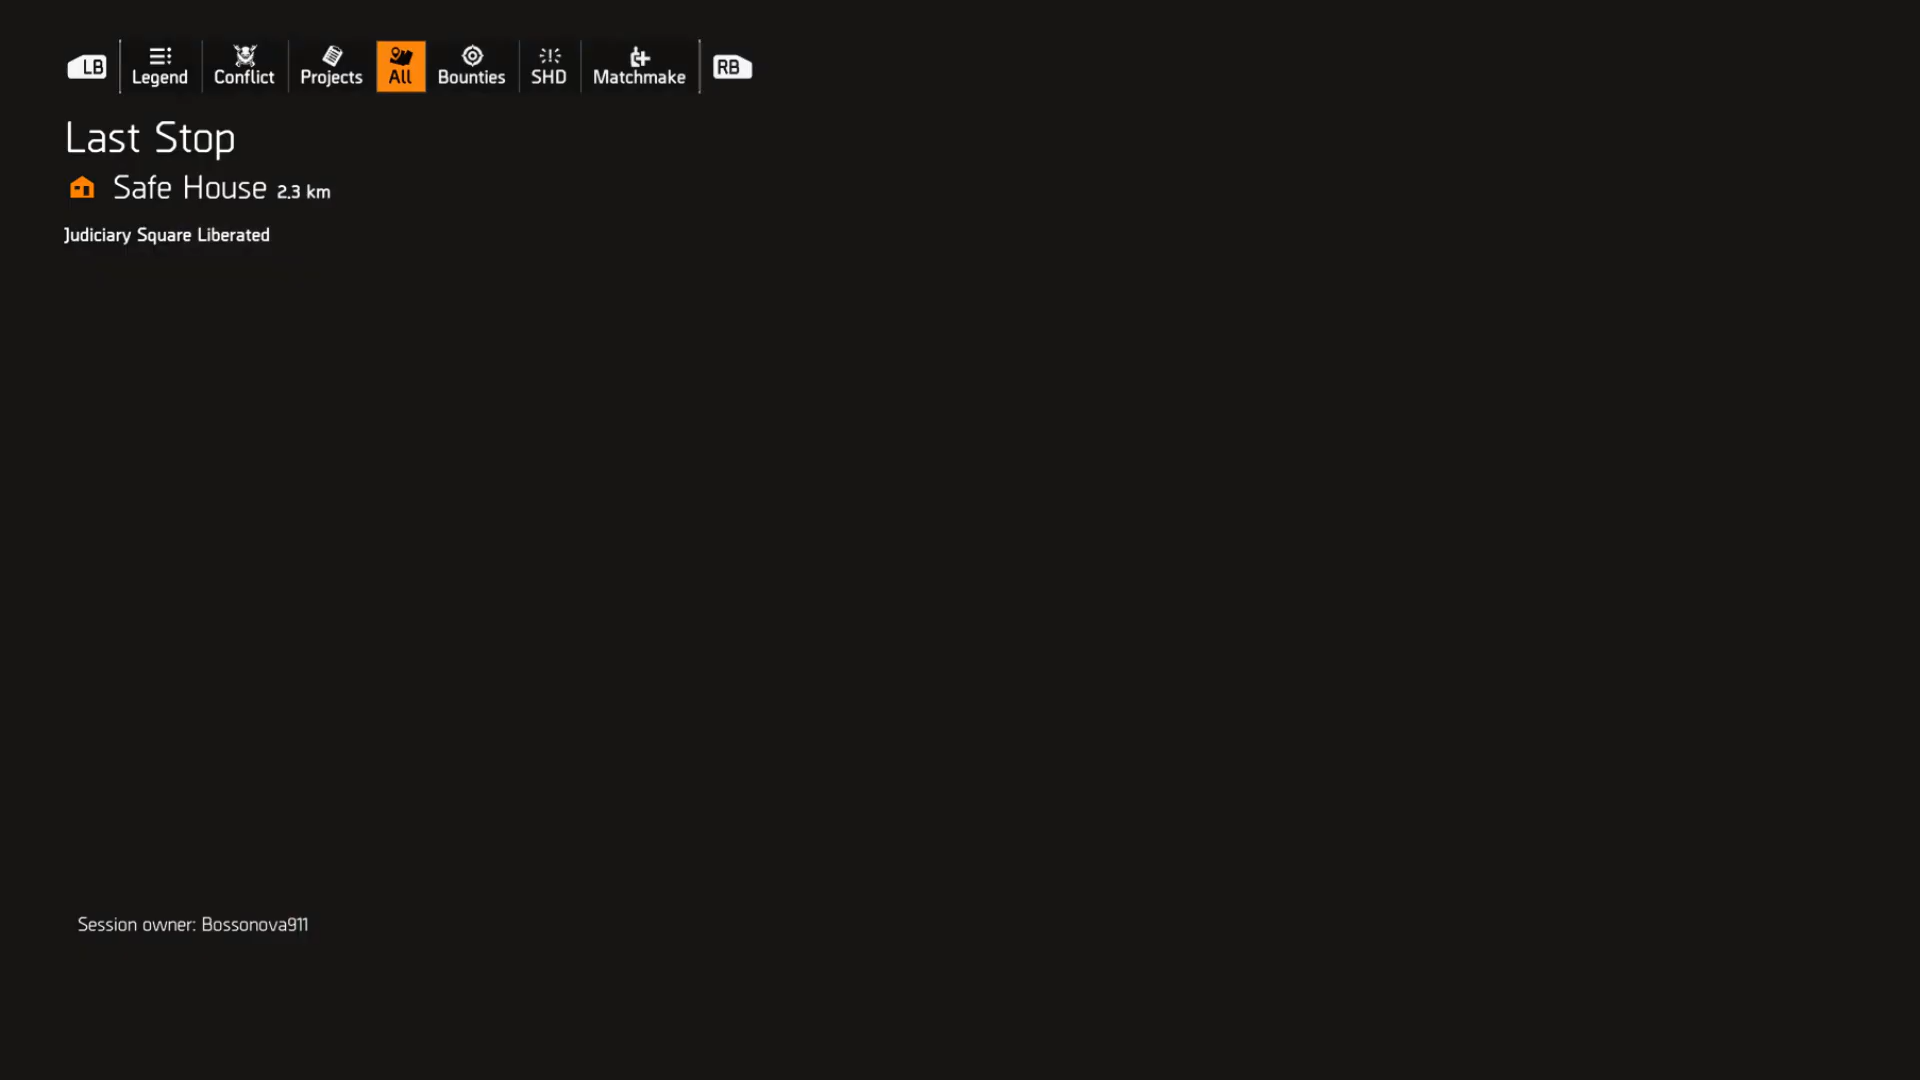 LB Legend Conflict Projects All Bounties SHD Matchmake RB
Last Stop
Safe House 2.3 km
Judiciary Square Liberated
Session owner: Bossonova911